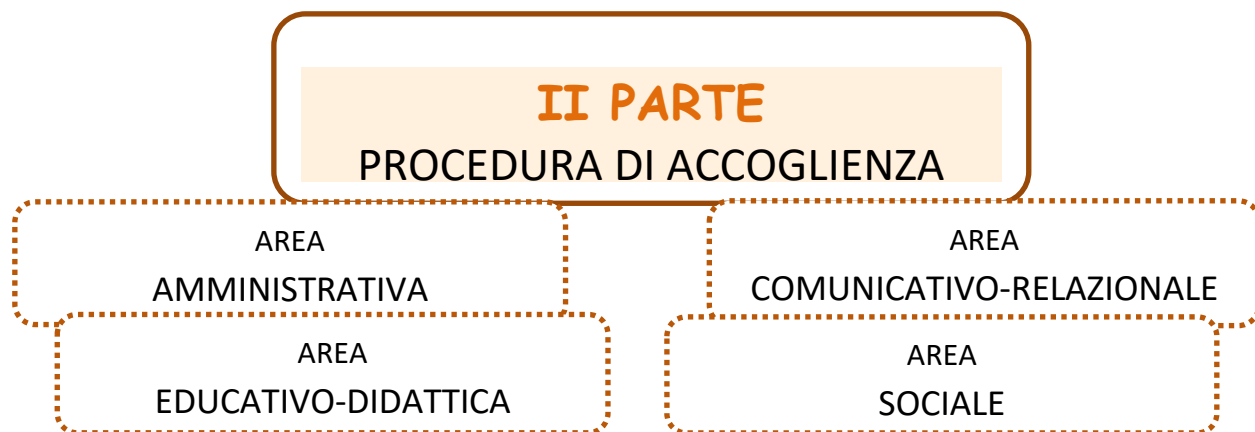 II PARTE
PROCEDURA DI ACCOGLIENZA
AREA
AMMINISTRATIVA
AREA
COMUNICATIVO-RELAZIONALE
AREA
EDUCATIVO-DIDATTICA
AREA
SOCIALE